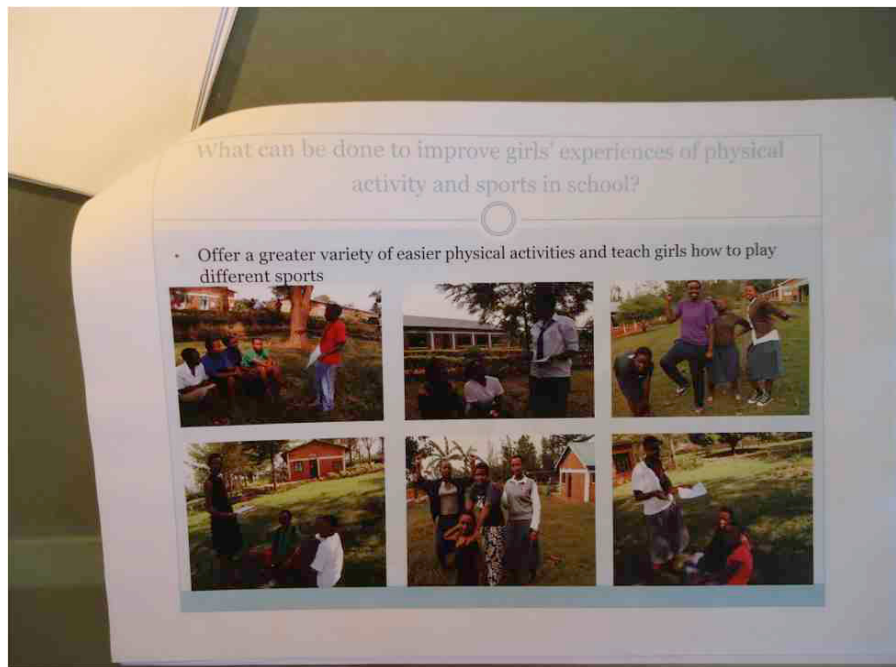 What can be done to improve girls' experiences of physical
activity and sports in school?
• Offer a greater variety of easier physical activities and teach girls how to play
different sports